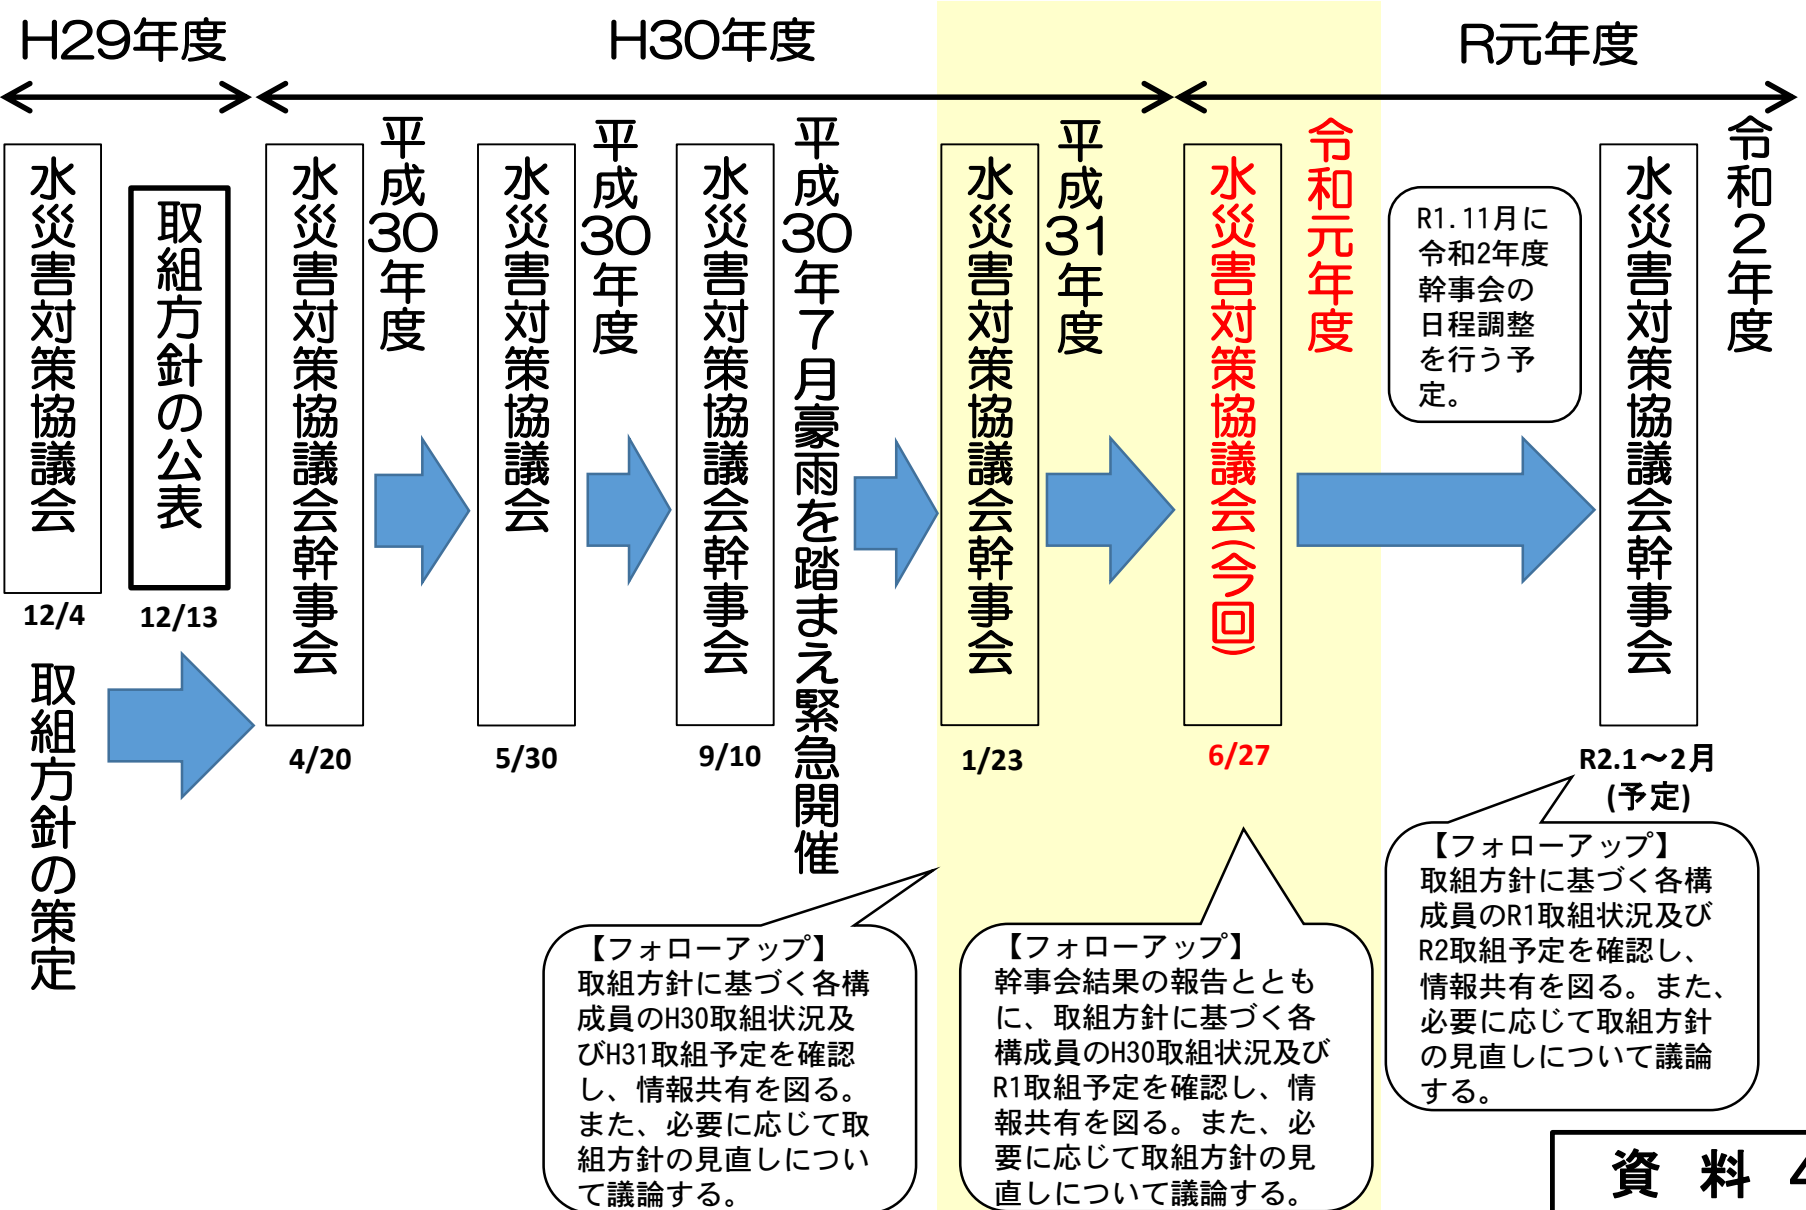 H29年度
H30年度
R元年度
水災害対策協議会
12/4
取組方針の公表
12/13
取組方針の策定
平成30年度
水災害対策協議会幹事会
4/20
平成30年度
水災害対策協議会
5/30
平成30年7月豪雨を踏まえ緊急開催
水災害対策協議会幹事会
9/10
平成31年度
水災害対策協議会幹事会
1/23
令和元年度
水災害対策協議会(今回)
6/27
R1.11月に
令和2年度
幹事会の
日程調整
を行う予
定。
令和2年度
水災害対策協議会幹事会
R2.1～2月
(予定)
【フォローアップ】
取組方針に基づく各構
成員のH30取組状況及
びH31取組予定を確認
し、情報共有を図る。
また、必要に応じて取
組方針の見直しについ
て議論する。
【フォローアップ】
幹事会結果の報告ととも
に、取組方針に基づく各
構成員のH30取組状況及び
R1取組予定を確認し、情
報共有を図る。また、必
要に応じて取組方針の見
直しについて議論する。
【フォローアップ】
取組方針に基づく各構
成員のR1取組状況及び
R2取組予定を確認し、
情報共有を図る。また、
必要に応じて取組方針
の見直しについて議論
する。
資料4